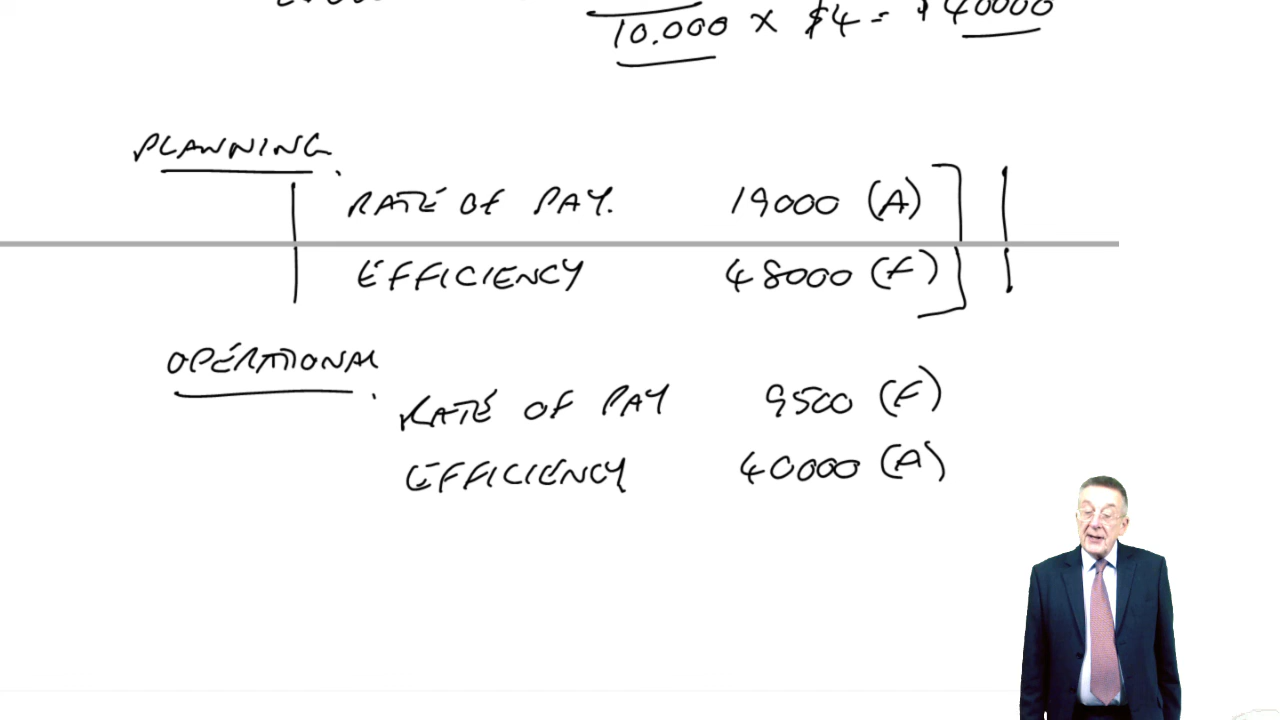 10.000 x $4 = $40000
PLANNING.
RATE OF PAY. 19000 (A)
EFFICIENCY 48000 (F)
OPERATIONAL.
RATE OF PAY 9500 (F)
EFFICIENCY 40000 (A)